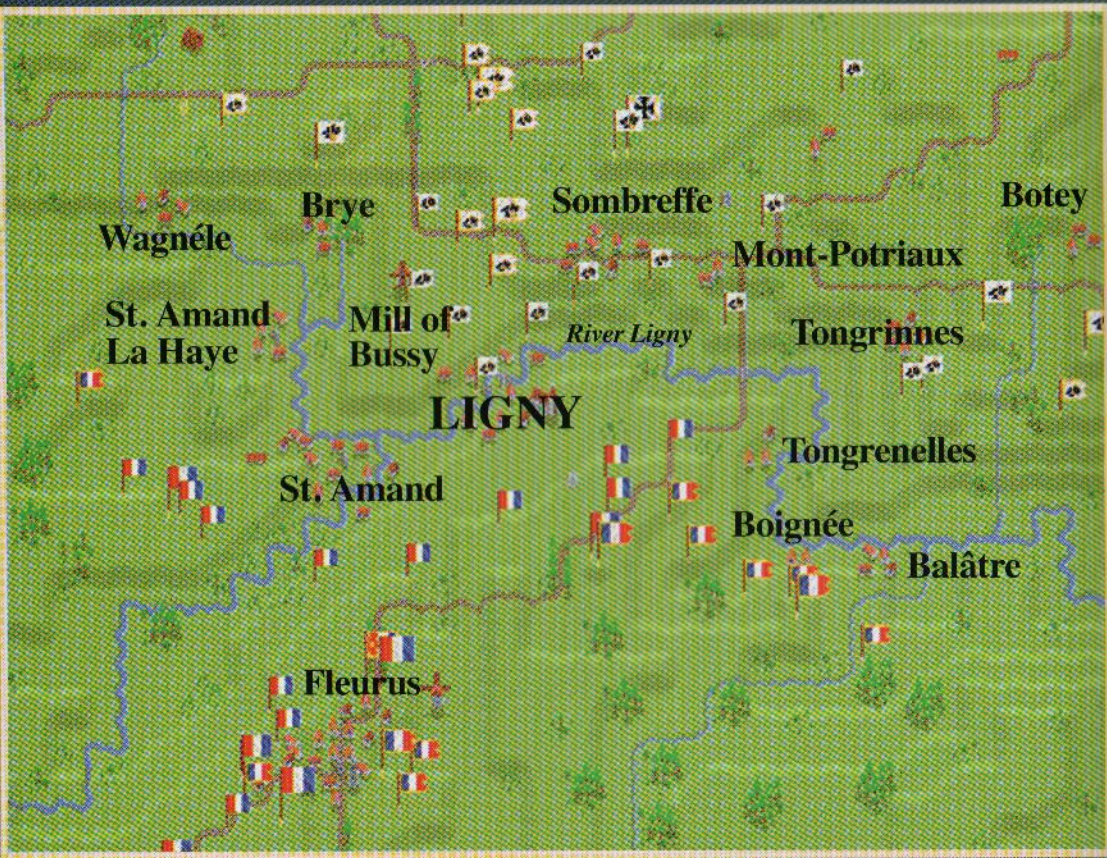 Brye
Sombreffe
Botey
Wagnéle
Mont-Potriaux
St. Amand
La Haye
Mill of
Bussy
River Ligny
Tongrinnes
LIGNY
Tongrenelles
St. Amand
Boignée
Balâtre
Fleurus